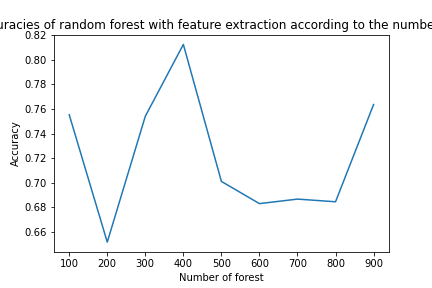 uracies of random forest with feature extraction according to the numbe
0.82
0.80
0.78
0.76
0.74
0.72
0.70
0.68
0.66
Accuracy
100 200 300 400 500 600 700 800 900
Number of forest